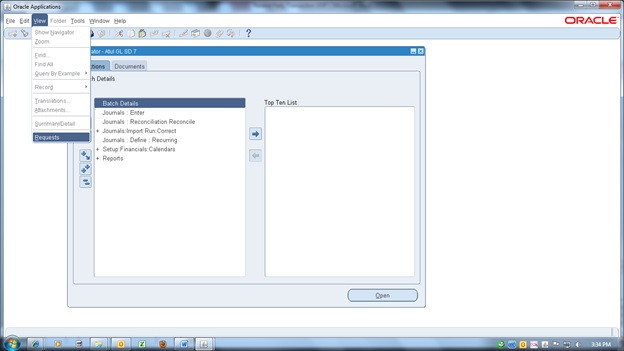 Oracle Applications
File Edit View Folder Tools Window Help
ORACLE
Show Navigator
Zoom
Find...
Find All
Query By Example
Record
Translations...
Attachments...
Summary/Detail
Requests
ator - Atul GL SD 7
ctions Documents
tch Details
Batch Details
Journals : Enter
Journals : Reconciliation Reconcile
+ Journals:Import Run:Correct
Journals : Define : Recurring
+ Setup:Financials:Calendars
+ Reports
Top Ten List
Open
3:34 PM